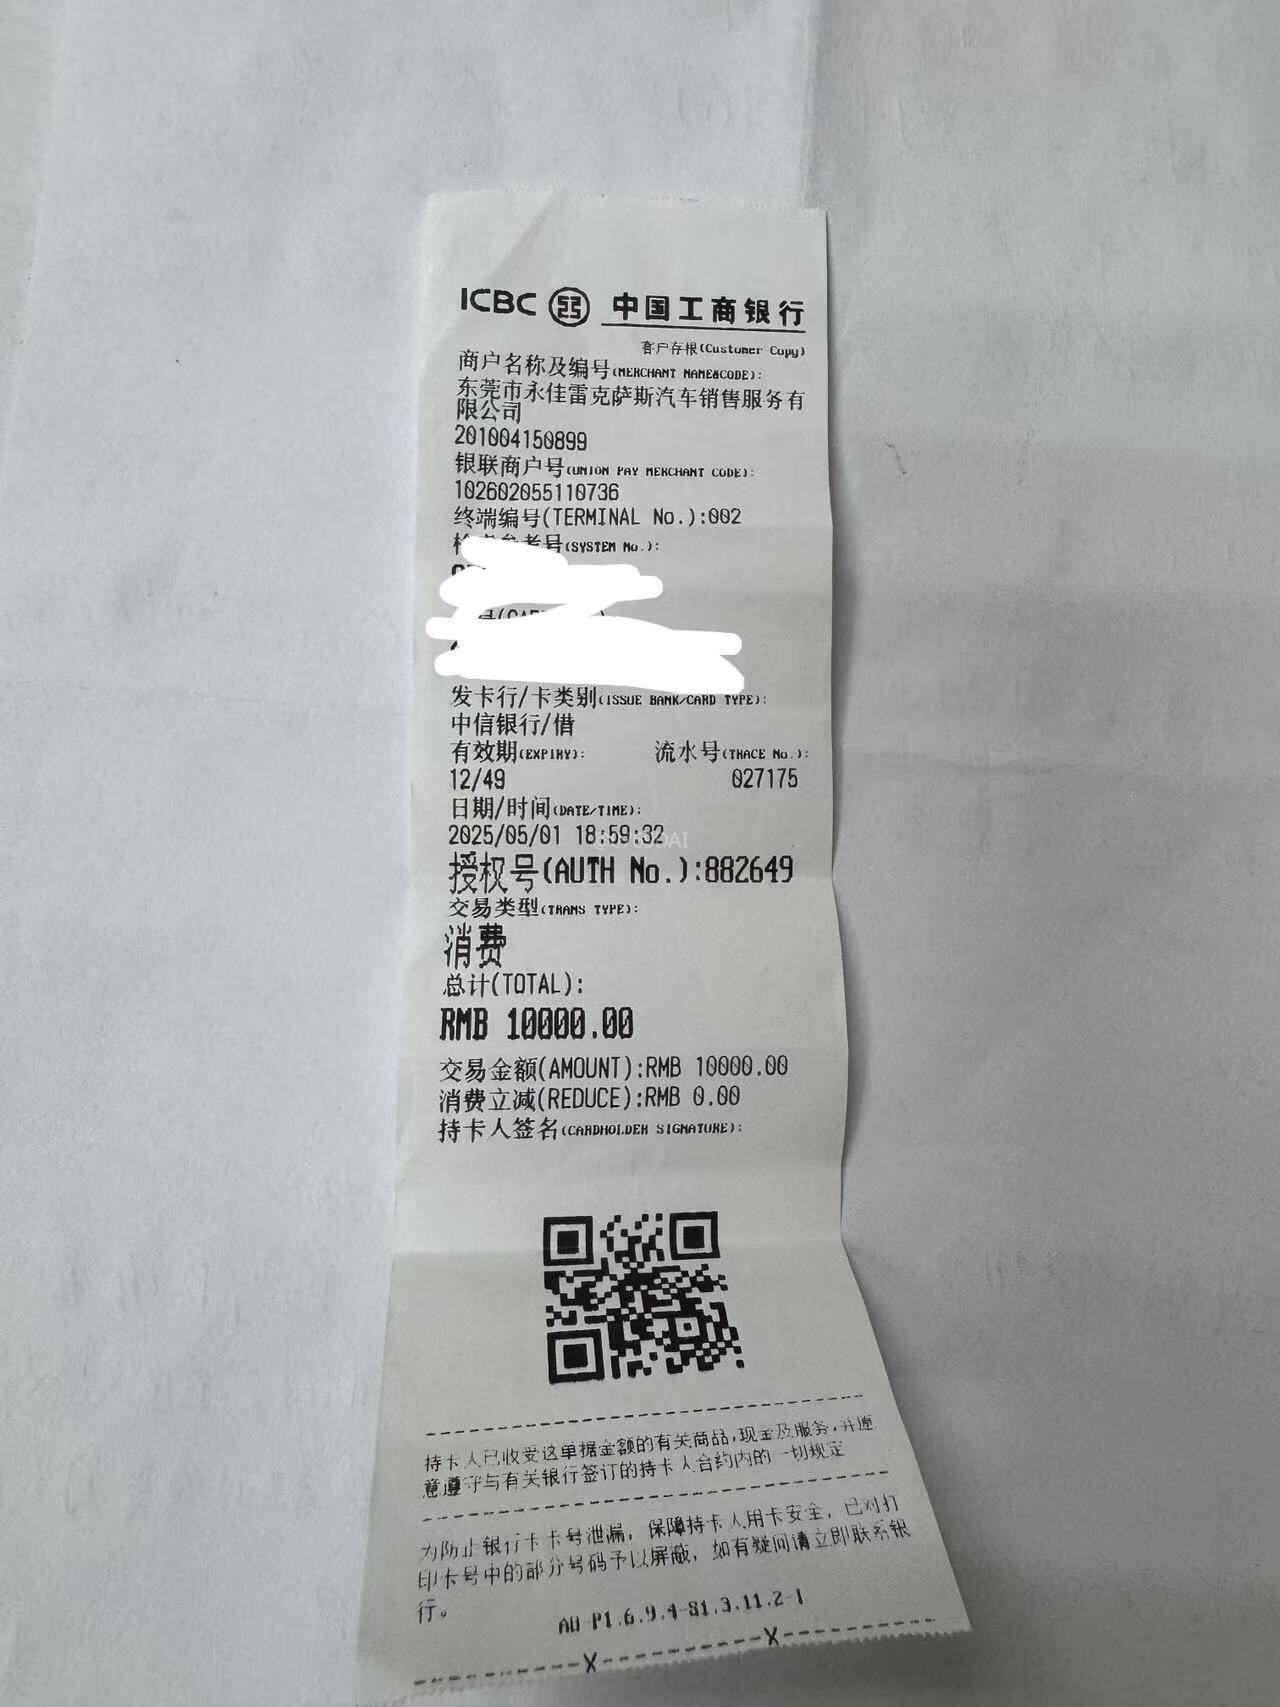 ICBC 中国工商银行
客户存根(Customer Copy)
商户名称及编号(MERCHANT NAME&CODE):
东莞市永佳雷克萨斯汽车销售服务有
限公司
201004150899
银联商户号(UNION PAY MERCHANT CODE):
102602055110736
终端编号(TERMINAL No.):002
参考号(SYSTEM No.):
发卡行/卡类别(ISSUE BANK/CARD TYPE):
中信银行/借
有效期(EXPIRY): 流水号(TRACE No.):
12/49 027175
日期/时间(DATE/TIME):
2025/05/01 18:59:32
授权号(AUTH No.):882649
交易类型(TRANS TYPE):
消费
总计(TOTAL):
RMB 10000.00
交易金额(AMOUNT):RMB 10000.00
消费立减(REDUCE):RMB 0.00
持卡人签名(CARDHOLDER SIGNATURE):
持卡人已收受这单据金额的有关商品,现金及服务,并愿
意遵守与有关银行签订的持卡人合约内的一切规定
为防止银行卡卡号泄漏，保障持卡人用卡安全，已对打
印卡号中的部分号码予以屏蔽，如有疑问请立即联系银
行。
AU-P1.6.9.4-S1.3.11.2-1